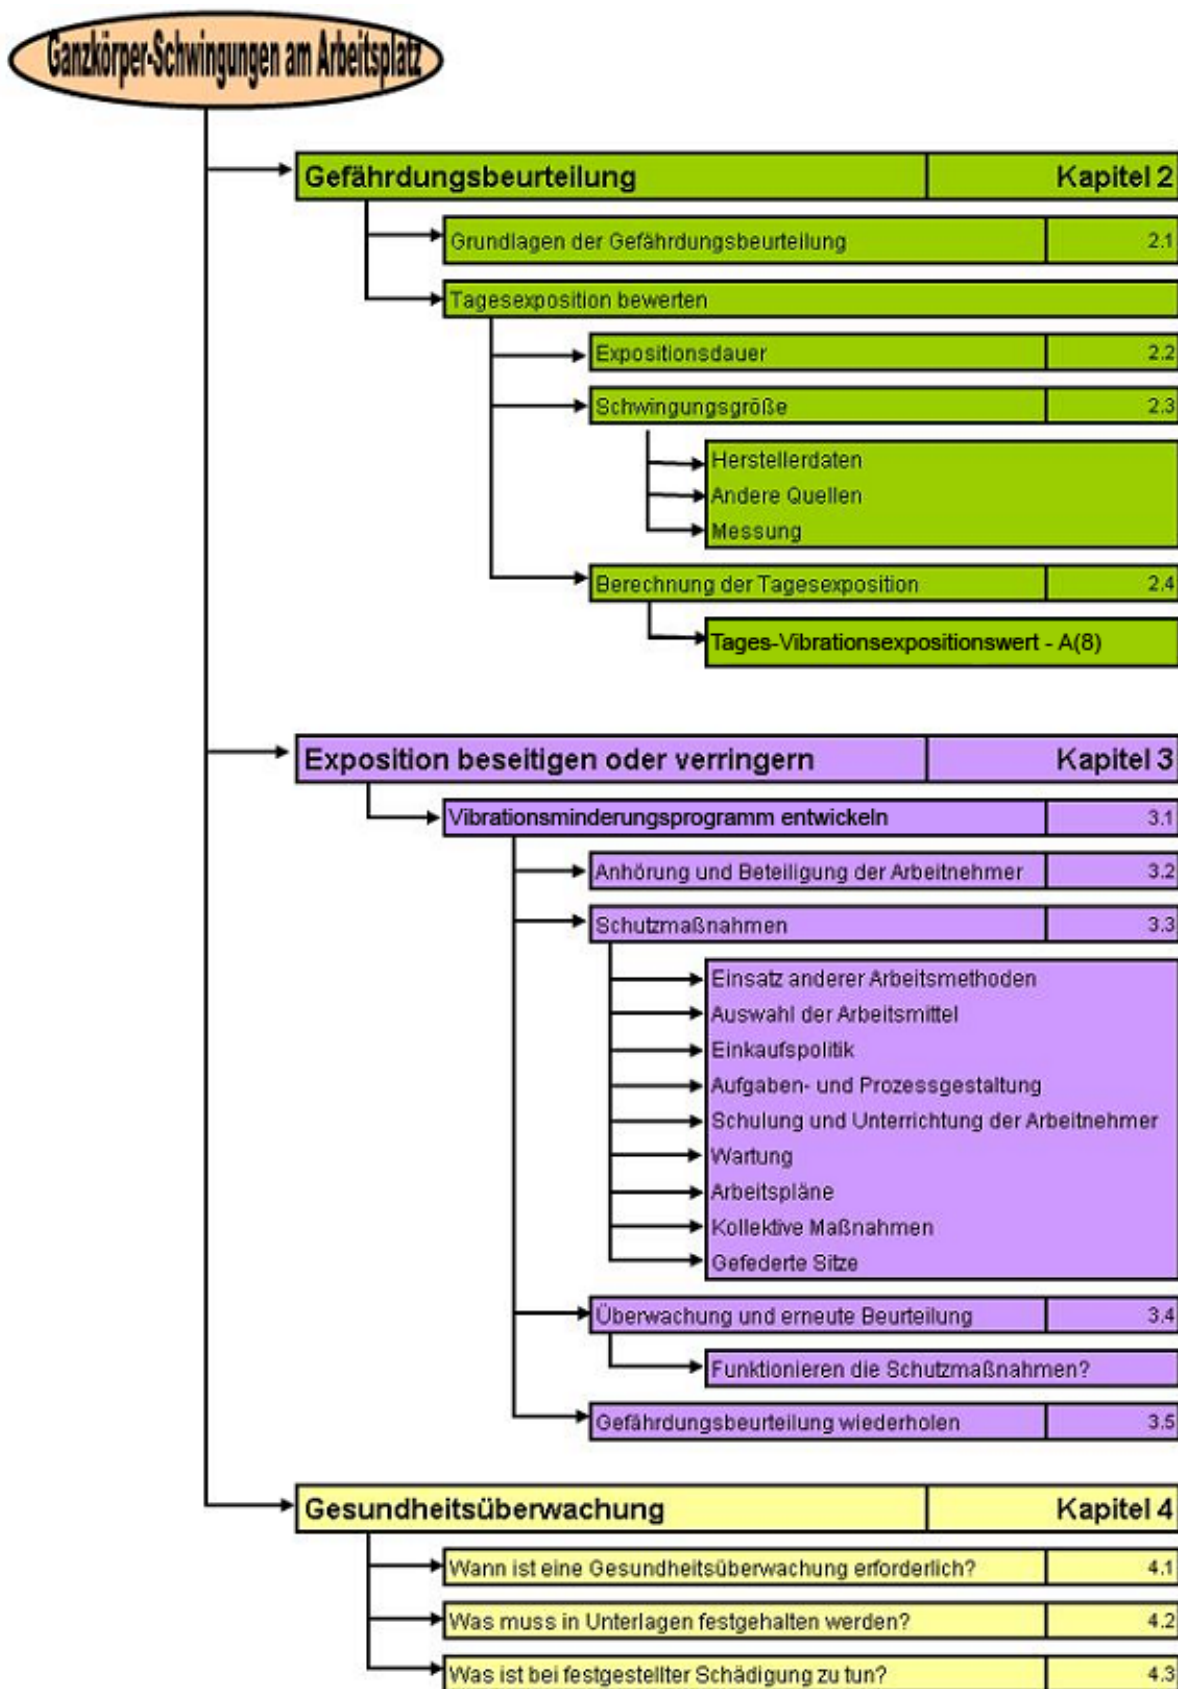 Ganzkörper-Schwingungen am Arbeitsplatz
Gefährdungsbeurteilung Kapitel 2
Grundlagen der Gefährdungsbeurteilung 2.1
Tagesexposition bewerten
Expositionsdauer 2.2
Schwingungsgröße 2.3
Herstellerdaten
Andere Quellen
Messung
Berechnung der Tagesexposition 2.4
Tages-Vibrationsexpositionswert - A(8)
Exposition beseitigen oder verringern Kapitel 3
Vibrationsminderungsprogramm entwickeln 3.1
Anhörung und Beteiligung der Arbeitnehmer 3.2
Schutzmaßnahmen 3.3
Einsatz anderer Arbeitsmethoden
Auswahl der Arbeitsmittel
Einkaufspolitik
Aufgaben- und Prozessgestaltung
Schulung und Unterrichtung der Arbeitnehmer
Wartung
Arbeitspläne
Kollektive Maßnahmen
Gefederte Sitze
Überwachung und erneute Beurteilung 3.4
Funktionieren die Schutzmaßnahmen?
Gefährdungsbeurteilung wiederholen 3.5
Gesundheitsüberwachung Kapitel 4
Wann ist eine Gesundheitsüberwachung erforderlich? 4.1
Was muss in Unterlagen festgehalten werden? 4.2
Was ist bei festgestellter Schädigung zu tun? 4.3